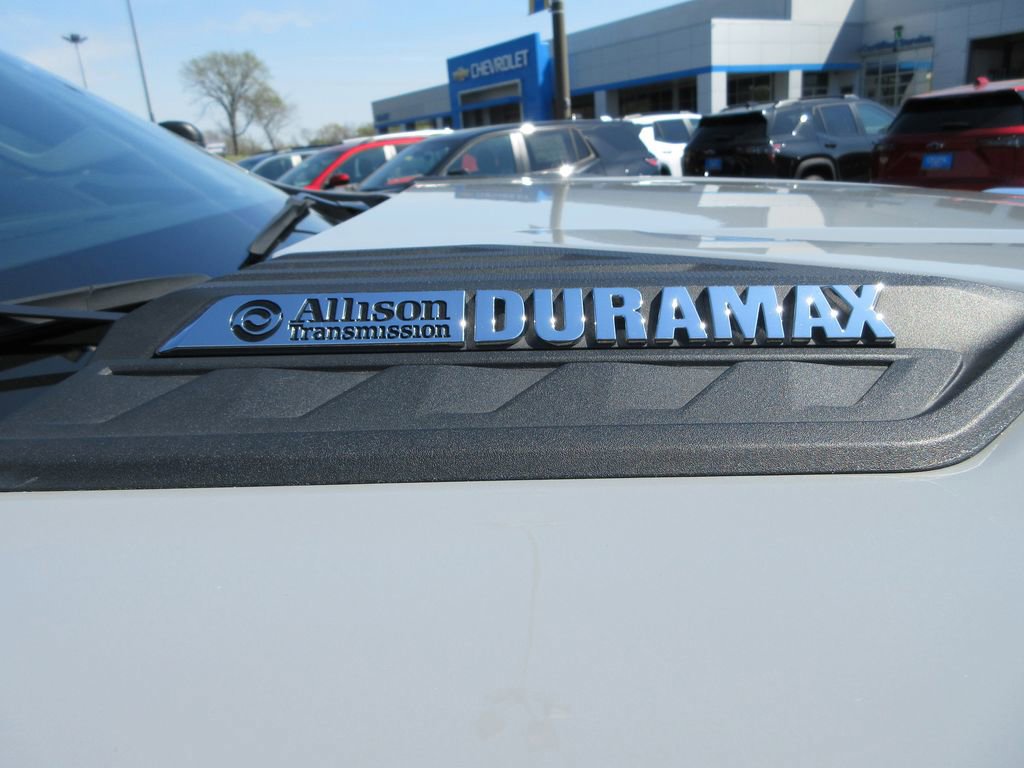 CHEVROLET
Allison DURAMAX
Transmission